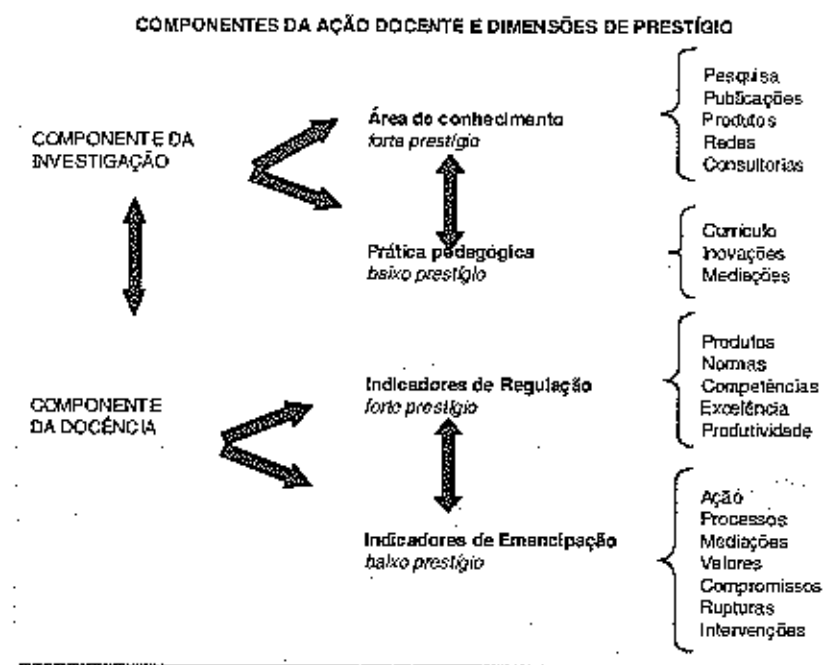 COMPONENTES DA AÇÃO DOCENTE E DIMENSÕES DE PRESTÍGIO
COMPONENTE DA
INVESTIGAÇÃO
Área do conhecimento
forte prestígio
Pesquisa
Publicações
Produtos
Redes
Consultorias
Prática pedagógica
baixo prestígio
Currículo
Inovações
Mediações
COMPONENTE
DA DOCÊNCIA
Indicadores de Regulação
forte prestígio
Produtos
Normas
Competências
Excelência
Produtividade
Indicadores de Emancipação
baixo prestígio
Ação
Processos
Mediações
Valores
Compromissos
Rupturas
Intervenções